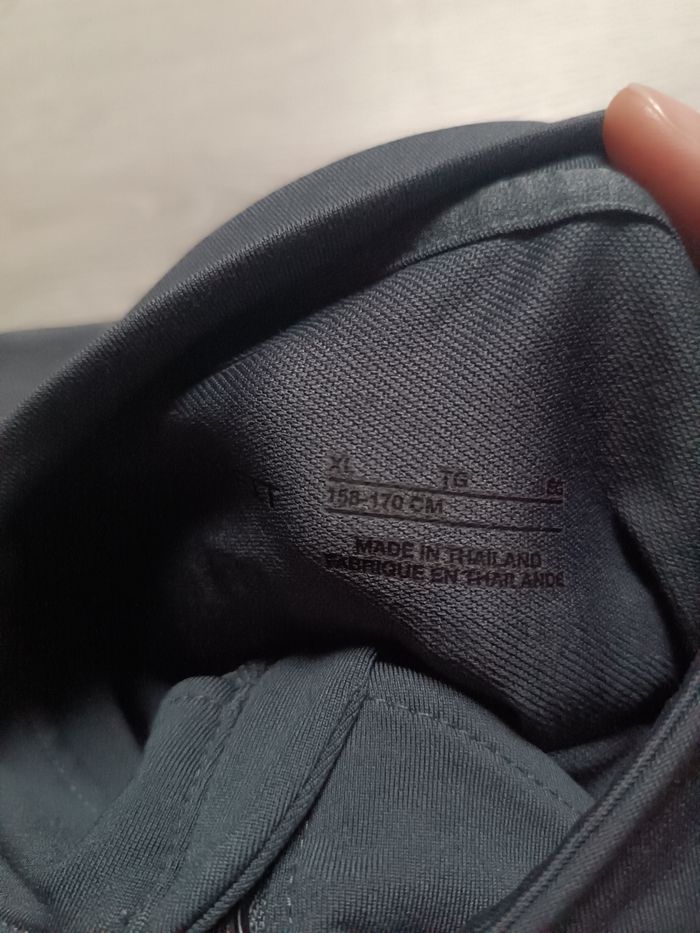 XL TG
158-170 CM
MADE IN THAILAND
FABRIQUE EN THAILANDE